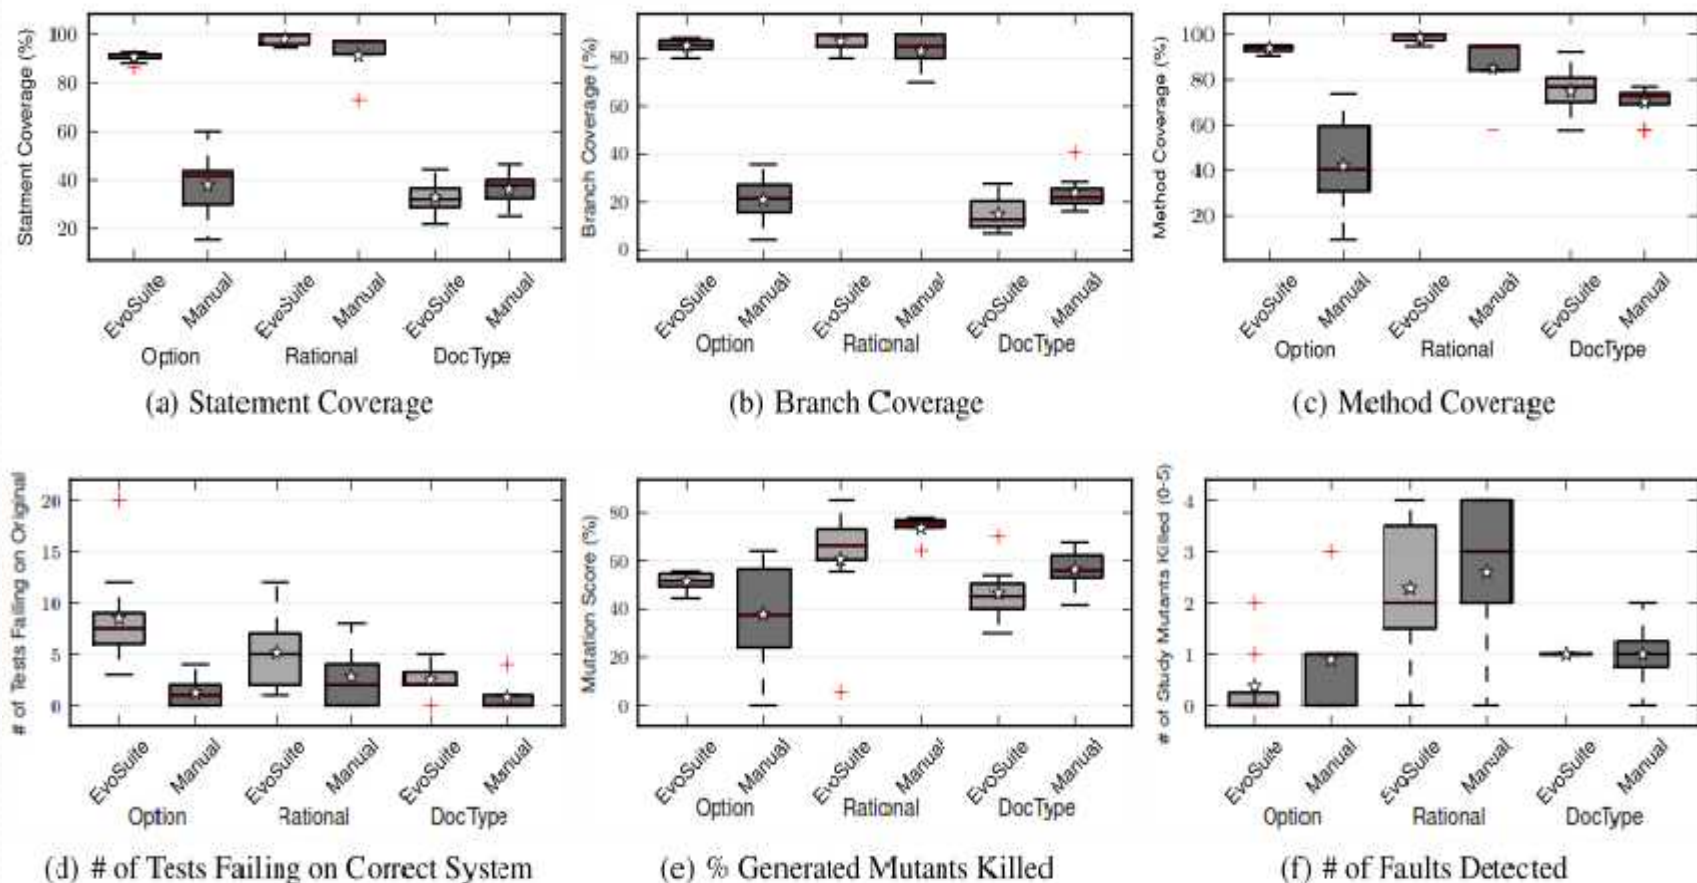 Statment Coverage (%)
100
80
60
40
20
EvoSuite
Manual
EvoSuite
Manual
EvoSuite
Manual
Option
Rational
DocType
(a) Statement Coverage
Branch Coverage (%)
80
60
40
20
0
EvoSuite
Manual
EvoSuite
Manual
EvoSuite
Manual
Option
Rational
DocType
(b) Branch Coverage
Method Coverage (%)
100
80
60
40
20
EvoSuite
Manual
EvoSuite
Manual
EvoSuite
Manual
Option
Rational
DocType
(c) Method Coverage
# of Tests Failing on Original
20
15
10
5
0
EvoSuite
Manual
EvoSuite
Manual
EvoSuite
Manual
Option
Rational
DocType
(d) # of Tests Failing on Correct System
Mutation Score (%)
80
60
40
20
0
EvoSuite
Manual
EvoSuite
Manual
EvoSuite
Manual
Option
Rational
DocType
(e) % Generated Mutants Killed
# of Study Mutants Killed (0-5)
4
3
2
1
0
EvoSuite
Manual
EvoSuite
Manual
EvoSuite
Manual
Option
Rational
DocType
(f) # of Faults Detected